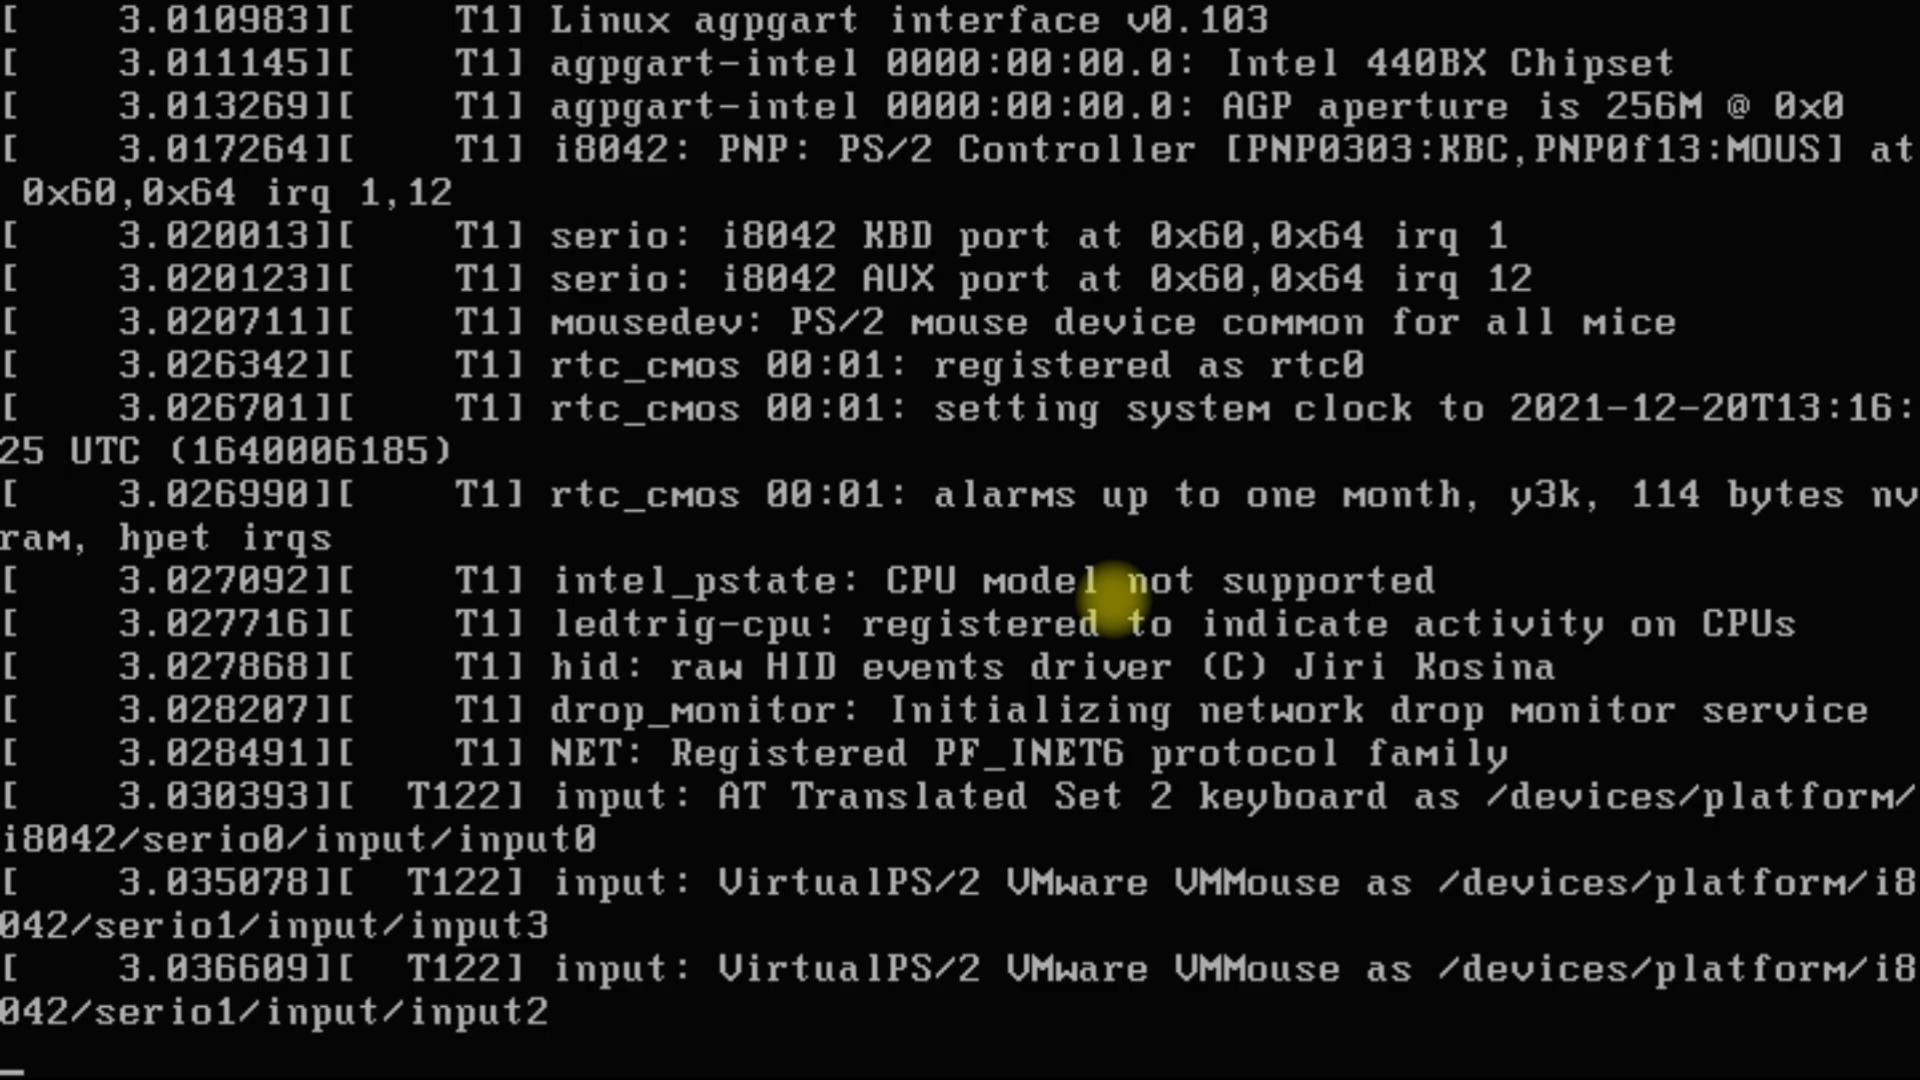 [    3.010983][    T1] Linux agpgart interface v0.103
[    3.011145][    T1] agpgart-intel 0000:00:00.0: Intel 440BX Chipset
[    3.013269][    T1] agpgart-intel 0000:00:00.0: AGP aperture is 256M @ 0x0
[    3.017264][    T1] i8042: PNP: PS/2 Controller [PNP0303:KBC,PNP0f13:MOUS] at
 0x60,0x64 irq 1,12
[    3.020013][    T1] serio: i8042 KBD port at 0x60,0x64 irq 1
[    3.020123][    T1] serio: i8042 AUX port at 0x60,0x64 irq 12
[    3.020711][    T1] mousedev: PS/2 mouse device common for all mice
[    3.026342][    T1] rtc_cmos 00:01: registered as rtc0
[    3.026701][    T1] rtc_cmos 00:01: setting system clock to 2021-12-20T13:16:
25 UTC (1640006185)
[    3.026990][    T1] rtc_cmos 00:01: alarms up to one month, y3k, 114 bytes nv
ram, hpet irqs
[    3.027092][    T1] intel_pstate: CPU model not supported
[    3.027716][    T1] ledtrig-cpu: registered to indicate activity on CPUs
[    3.027868][    T1] hid: raw HID events driver (C) Jiri Kosina
[    3.028207][    T1] drop_monitor: Initializing network drop monitor service
[    3.028491][    T1] NET: Registered PF_INET6 protocol family
[    3.030393][  T122] input: AT Translated Set 2 keyboard as /devices/platform/
i8042/serio0/input/input0
[    3.035078][  T122] input: VirtualPS/2 VMware VMMouse as /devices/platform/i8
042/serio1/input/input3
[    3.036609][  T122] input: VirtualPS/2 VMware VMMouse as /devices/platform/i8
042/serio1/input/input2
_